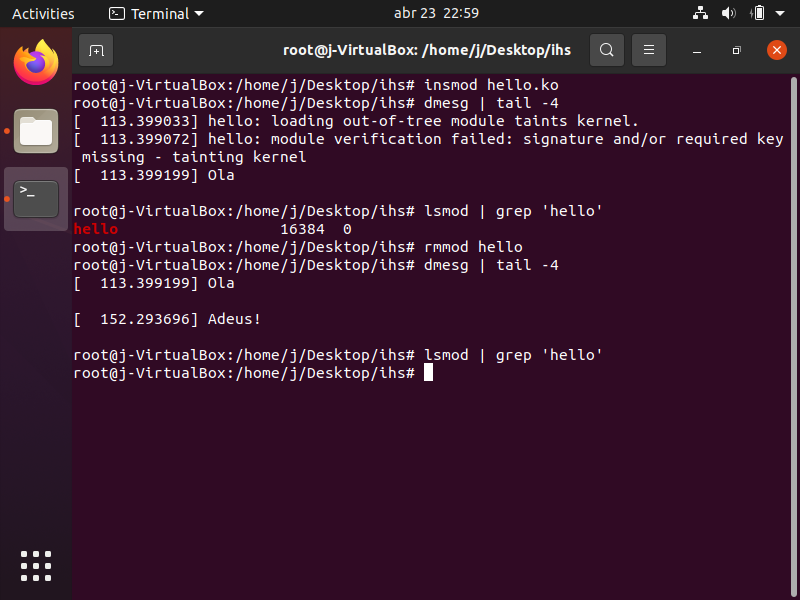 Activities
Terminal
abr 23 22:59
root@j-VirtualBox: /home/j/Desktop/ihs
root@j-VirtualBox:/home/j/Desktop/ihs# insmod hello.ko
root@j-VirtualBox:/home/j/Desktop/ihs# dmesg | tail -4
[  113.399033] hello: loading out-of-tree module taints kernel.
[  113.399072] hello: module verification failed: signature and/or required key
 missing - tainting kernel
[  113.399199] Ola
root@j-VirtualBox:/home/j/Desktop/ihs# lsmod | grep 'hello'
hello                  16384  0
root@j-VirtualBox:/home/j/Desktop/ihs# rmmod hello
root@j-VirtualBox:/home/j/Desktop/ihs# dmesg | tail -4
[  113.399199] Ola
[  152.293696] Adeus!
root@j-VirtualBox:/home/j/Desktop/ihs# lsmod | grep 'hello'
root@j-VirtualBox:/home/j/Desktop/ihs#